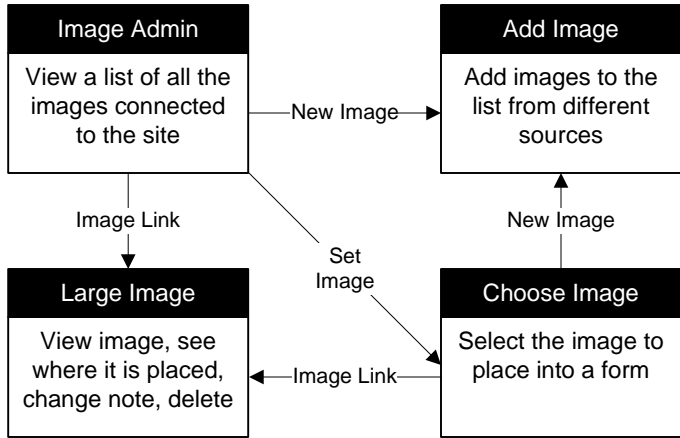 Image Admin
View a list of all the
images connected
to the site
New Image
Add Image
Add images to the
list from different
sources
Image Link
Set
Image
New Image
Large Image
View image, see
where it is placed,
change note, delete
Image Link
Choose Image
Select the image to
place into a form